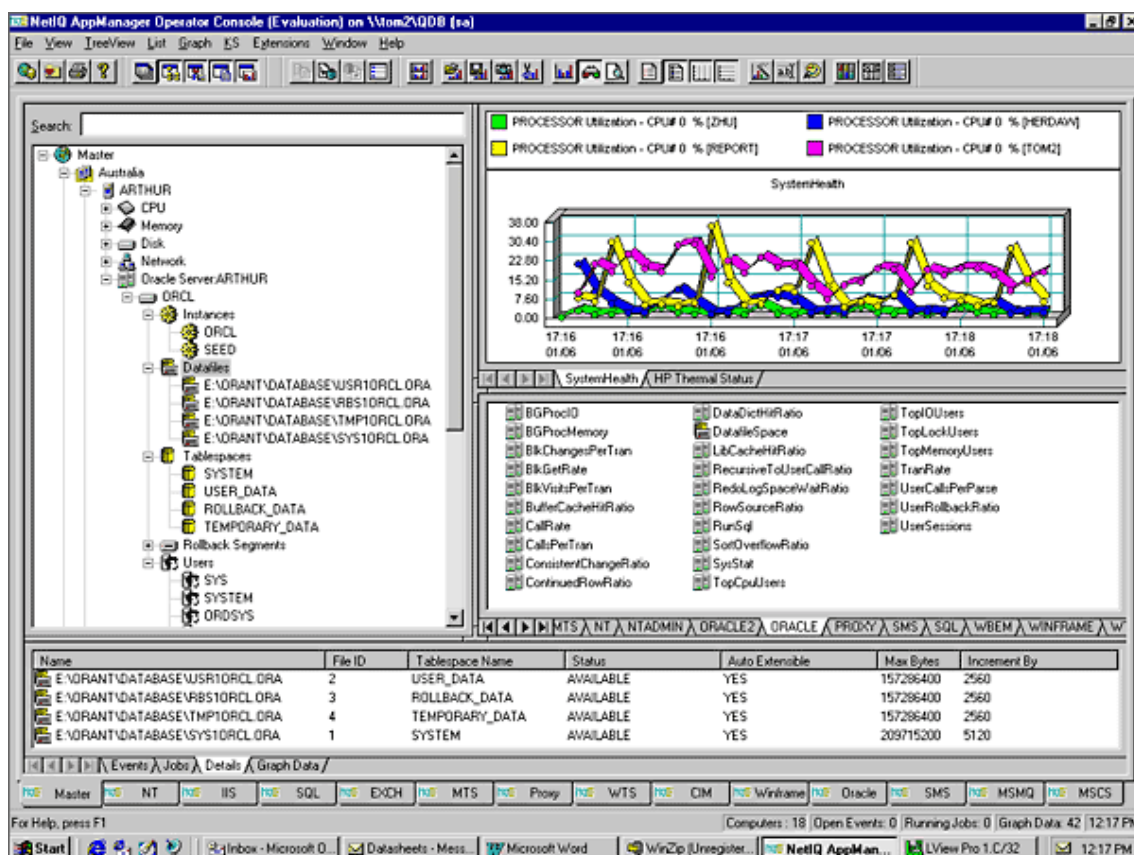 NetIQ AppManager Operator Console (Evaluation) on \\tom2\QDB (sa)
File View TreeView List Graph KS Extensions Window Help
Search:
Master
Australia
ARTHUR
CPU
Memory
Disk
Network
Oracle Server:ARTHUR
ORCL
Instances
ORCL
SEED
Datafiles
E:\ORANT\DATABASE\USR1ORCL.ORA
E:\ORANT\DATABASE\RBS1ORCL.ORA
E:\ORANT\DATABASE\TMP1ORCL.ORA
E:\ORANT\DATABASE\SYS1ORCL.ORA
Tablespaces
SYSTEM
USER_DATA
ROLLBACK_DATA
TEMPORARY_DATA
Rollback Segments
Users
SYS
SYSTEM
ORDSYS
PROCESSOR Utilization - CPU# 0 % [ZHU] PROCESSOR Utilization - CPU# 0 % [HERDAW]
PROCESSOR Utilization - CPU# 0 % [REPORT] PROCESSOR Utilization - CPU# 0 % [TOM2]
SystemHealth
38.00
30.40
22.80
15.20
7.60
0.00
17:16 17:16 17:16 17:17 17:17 17:18 17:18
01/06 01/06 01/06 01/06 01/06 01/06 01/06
SystemHealth HP Thermal Status
BGProcIO DataDictHitRatio TopIOUsers
BGProcMemory DatafileSpace TopLockUsers
BlkChangesPerTran LibCacheHitRatio TopMemoryUsers
BlkGetRate RecursiveToUserCallRatio TranRate
BlkVisitsPerTran RedoLogSpaceWaitRatio UserCallsPerParse
BufferCacheHitRatio RowSourceRatio UserRollbackRatio
CallRate RunSql UserSessions
CallsPerTran SortOverflowRatio
ConsistentChangeRatio SysStat
ContinuedRowRatio TopCpuUsers
MTS NT NTADMIN ORACLE2 ORACLE PROXY SMS SQL WBEM WINFRAME W
Name File ID Tablespace Name Status Auto Extensible Max Bytes Increment By
E:\ORANT\DATABASE\USR1ORCL.ORA 2 USER_DATA AVAILABLE YES 157286400 2560
E:\ORANT\DATABASE\RBS1ORCL.ORA 3 ROLLBACK_DATA AVAILABLE YES 157286400 2560
E:\ORANT\DATABASE\TMP1ORCL.ORA 4 TEMPORARY_DATA AVAILABLE YES 157286400 2560
E:\ORANT\DATABASE\SYS1ORCL.ORA 1 SYSTEM AVAILABLE YES 209715200 5120
Events Jobs Details Graph Data
Master NT IIS SQL EXCH MTS Proxy WTS CIM Winframe Oracle SMS MSMQ MSCS
For Help, press F1 Computers : 18 Open Events: 0 Running Jobs: 0 Graph Data: 42 12:17 PM
Start Inbox - Microsoft O... Datasheets - Mess... Microsoft Word WinZip (Unregister... NetIQ AppMan... LView Pro 1.C/32 12:17 PM